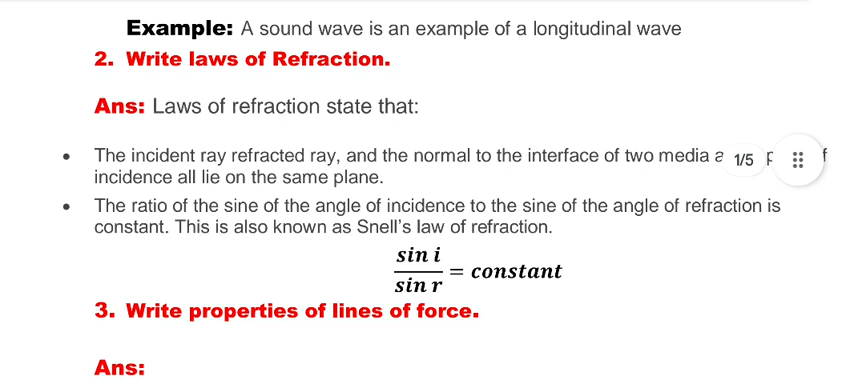 Example: A sound wave is an example of a longitudinal wave
2. Write laws of Refraction.
Ans: Laws of refraction state that:
• The incident ray refracted ray, and the normal to the interface of two media
1/5
incidence all lie on the same plane.
• The ratio of the sine of the angle of incidence to the sine of the angle of refraction is
constant. This is also known as Snell's law of refraction.
sin i
= constant
sin r
3. Write properties of lines of force.
Ans: